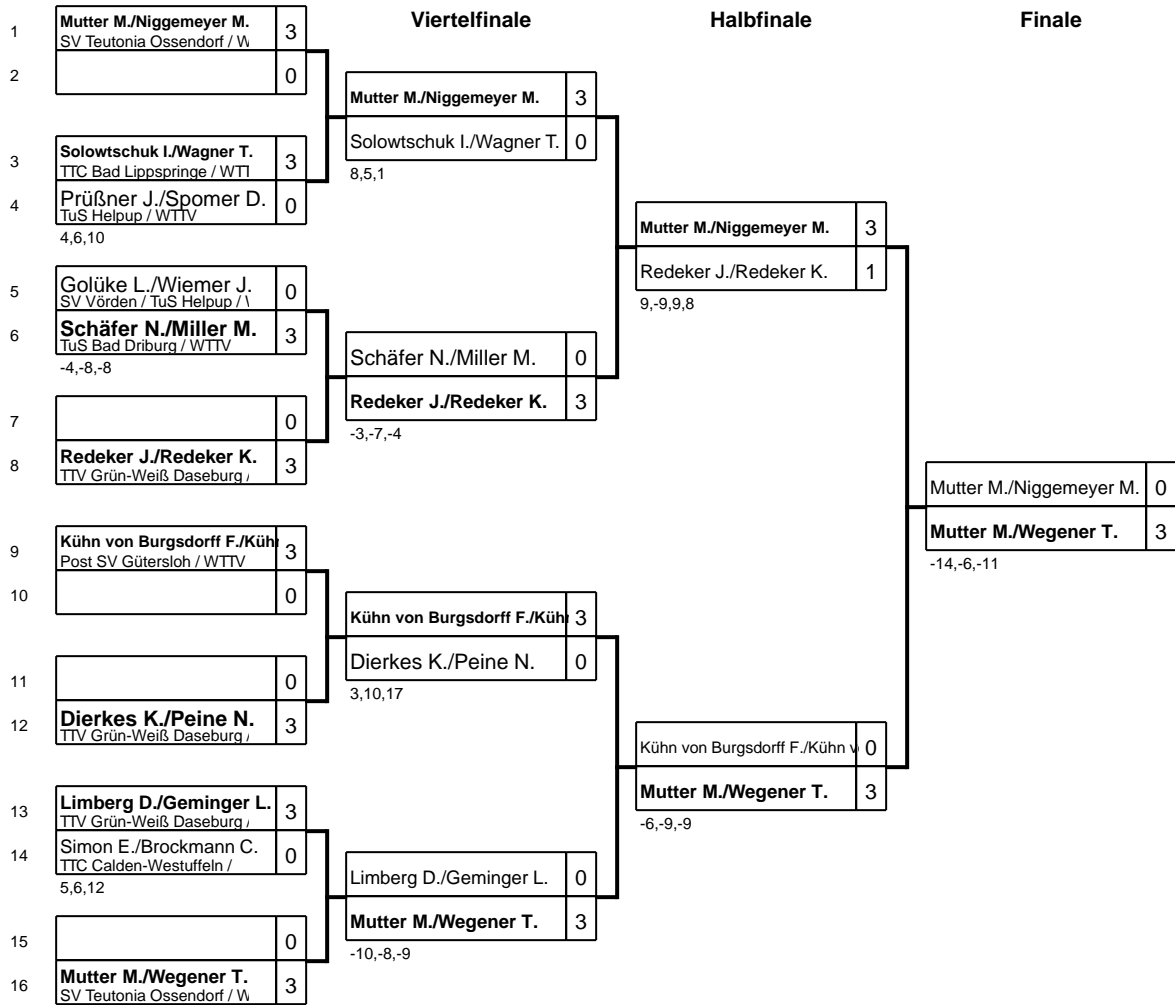 Viertelfinale Halbfinale Finale
1 Mutter M./Niggemeyer M. 3
SV Teutonia Ossendorf / W
2 0
Mutter M./Niggemeyer M. 3
Solowtschuk I./Wagner T. 0
8,5,1
3 Solowtschuk I./Wagner T. 3
TTC Bad Lippspringe / WTT
4 Prüßner J./Spomer D. 0
TuS Helpup / WTTV
4,6,10
Mutter M./Niggemeyer M. 3
Redeker J./Redeker K. 1
9,-9,9,8
5 Golüke L./Wiemer J. 0
SV Vörden / TuS Helpup / \
6 Schäfer N./Miller M. 3
TuS Bad Driburg / WTTV
-4,-8,-8
Schäfer N./Miller M. 0
Redeker J./Redeker K. 3
-3,-7,-4
7 0
8 Redeker J./Redeker K. 3
TTV Grün-Weiß Daseburg /
Mutter M./Niggemeyer M. 0
Mutter M./Wegener T. 3
-14,-6,-11
9 Kühn von Burgsdorff F./Kühn 3
Post SV Gütersloh / WTTV
10 0
Kühn von Burgsdorff F./Kühn 3
Dierkes K./Peine N. 0
3,10,17
11 0
12 Dierkes K./Peine N. 3
TTV Grün-Weiß Daseburg /
Kühn von Burgsdorff F./Kühn v 0
Mutter M./Wegener T. 3
-6,-9,-9
13 Limberg D./Geminger L. 3
TTV Grün-Weiß Daseburg /
14 Simon E./Brockmann C. 0
TTC Calden-Westuffeln /
5,6,12
Limberg D./Geminger L. 0
Mutter M./Wegener T. 3
-10,-8,-9
15 0
16 Mutter M./Wegener T. 3
SV Teutonia Ossendorf / W